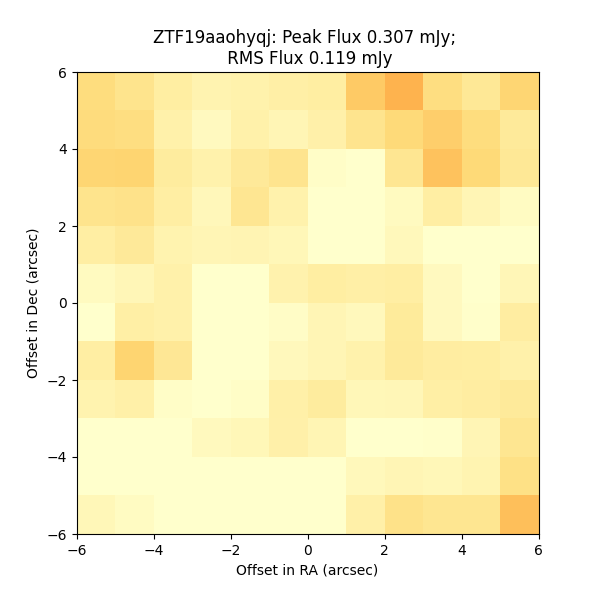 ZTF19aaohyqj: Peak Flux 0.307 mJy;
RMS Flux 0.119 mJy
6
4
2
0
−2
−4
−6
Offset in Dec (arcsec)
−6 −4 −2 0 2 4 6
Offset in RA (arcsec)